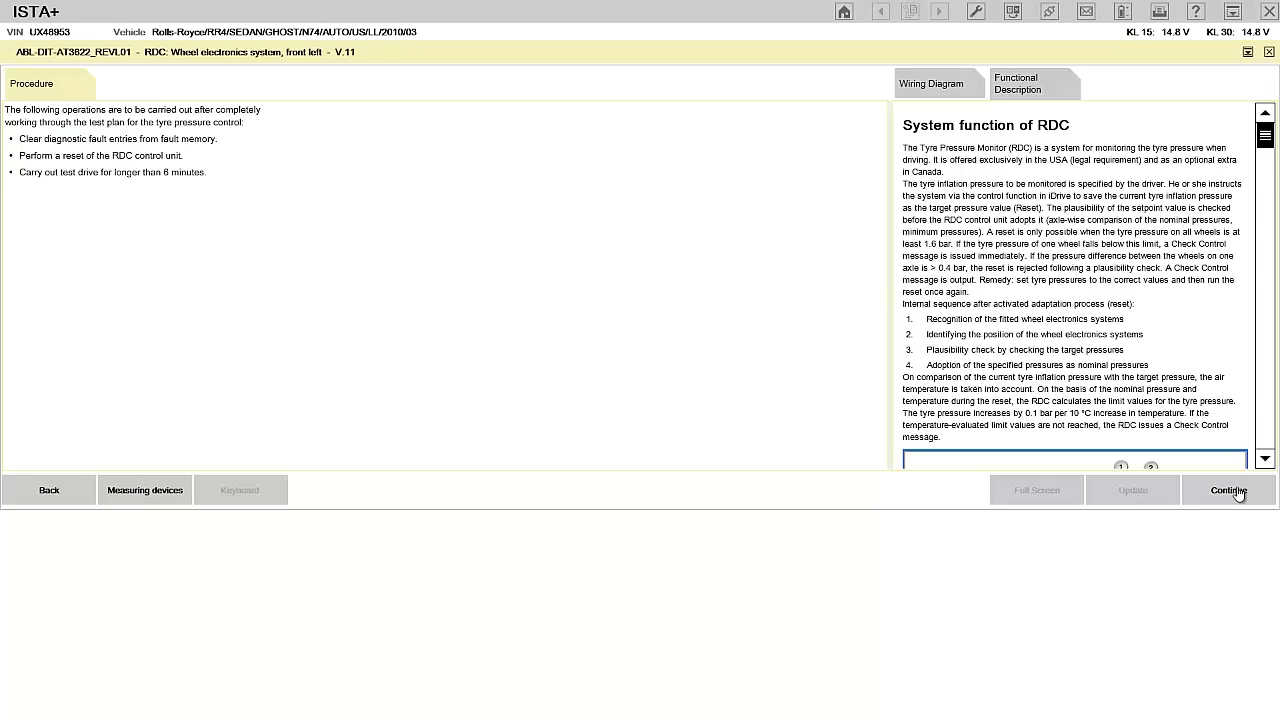 ISTA+
VIN UX48953 Vehicle Rolls-Royce/RR4/SEDAN/GHOST/N74/AUTO/US/LL/2010/03 KL 15: 14.8 V KL 30: 14.8 V
ABL-DIT-AT3622_REVL01 - RDC: Wheel electronics system, front left - V.11
Procedure
Wiring Diagram
Functional
Description
The following operations are to be carried out after completely
working through the test plan for the tyre pressure control:
• Clear diagnostic fault entries from fault memory.
• Perform a reset of the RDC control unit.
• Carry out test drive for longer than 6 minutes.
System function of RDC
The Tyre Pressure Monitor (RDC) is a system for monitoring the tyre pressure when
driving. It is offered exclusively in the USA (legal requirement) and as an optional extra
in Canada.
The tyre inflation pressure to be monitored is specified by the driver. He or she instructs
the system via the control function in iDrive to save the current tyre inflation pressure
as the target pressure value (Reset). The plausibility of the setpoint value is checked
before the RDC control unit adopts it (axle-wise comparison of the nominal pressures,
minimum pressures). A reset is only possible when the tyre pressure on all wheels is at
least 1.6 bar. If the tyre pressure of one wheel falls below this limit, a Check Control
message is issued immediately. If the pressure difference between the wheels on one
axle is > 0.4 bar, the reset is rejected following a plausibility check. A Check Control
message is output. Remedy: set tyre pressures to the correct values and then run the
reset once again.
Internal sequence after activated adaptation process (reset):
1. Recognition of the fitted wheel electronics systems
2. Identifying the position of the wheel electronics systems
3. Plausibility check by checking the target pressures
4. Adoption of the specified pressures as nominal pressures
On comparison of the current tyre inflation pressure with the target pressure, the air
temperature is taken into account. On the basis of the nominal pressure and
temperature during the reset, the RDC calculates the limit values for the tyre pressure.
The tyre pressure increases by 0.1 bar per 10 °C increase in temperature. If the
temperature-evaluated limit values are not reached, the RDC issues a Check Control
message.
1 2
Back Measuring devices Keyboard Full Screen Update Continue